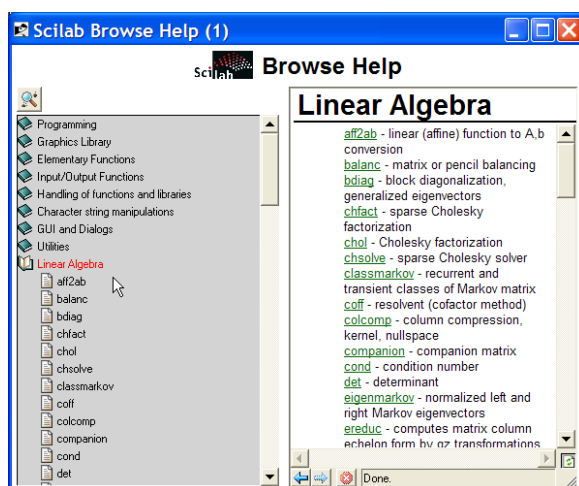 Scilab Browse Help (1)
Scilab
Browse Help
Programming
Graphics Library
Elementary Functions
Input/Output Functions
Handling of functions and libraries
Character string manipulations
GUI and Dialogs
Utilities
Linear Algebra
aff2ab
balanc
bdiag
chfact
chol
chsolve
classmarkov
coff
colcomp
companion
cond
det
Linear Algebra
aff2ab - linear (affine) function to A,b
conversion
balanc - matrix or pencil balancing
bdiag - block diagonalization,
generalized eigenvectors
chfact - sparse Cholesky
factorization
chol - Cholesky factorization
chsolve - sparse Cholesky solver
classmarkov - recurrent and
transient classes of Markov matrix
coff - resolvent (cofactor method)
colcomp - column compression,
kernel, nullspace
companion - companion matrix
cond - condition number
det - determinant
eigenmarkov - normalized left and
right Markov eigenvectors
ereduc - computes matrix column
echelon form by qz transformations
Done.